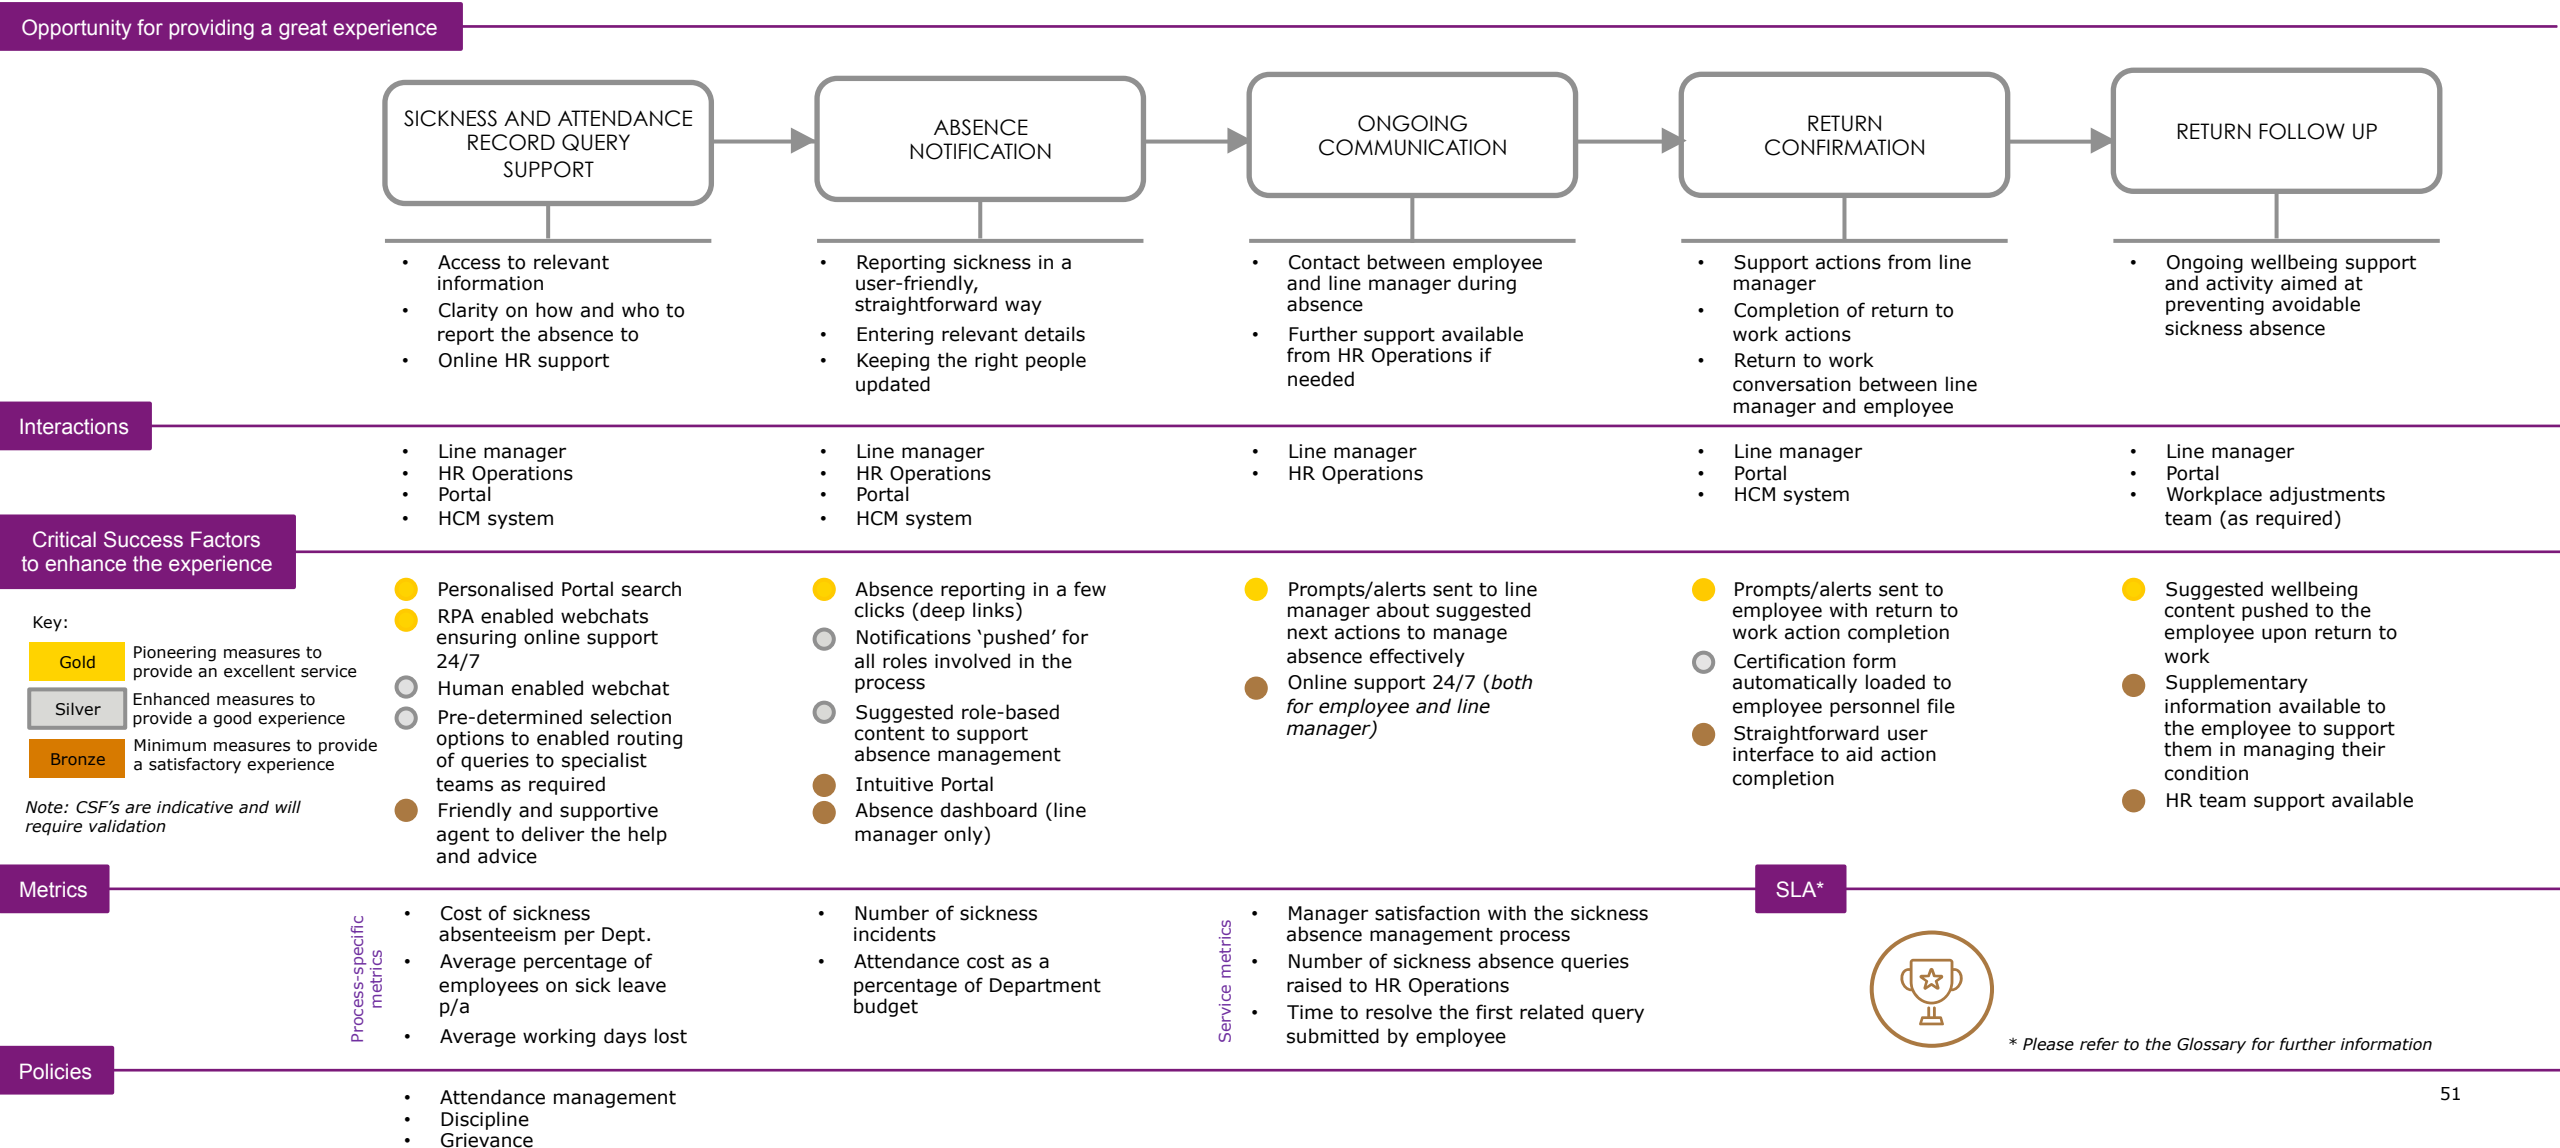 Opportunity for providing a great experience
SICKNESS AND ATTENDANCE
RECORD QUERY
SUPPORT
ABSENCE
NOTIFICATION
ONGOING
COMMUNICATION
RETURN
CONFIRMATION
RETURN FOLLOW UP
• Access to relevant
information
• Clarity on how and who to
report the absence to
• Online HR support
• Reporting sickness in a
user-friendly,
straightforward way
• Entering relevant details
• Keeping the right people
updated
• Contact between employee
and line manager during
absence
• Further support available
from HR Operations if
needed
• Support actions from line
manager
• Completion of return to
work actions
• Return to work
conversation between line
manager and employee
• Ongoing wellbeing support
and activity aimed at
preventing avoidable
sickness absence
Interactions
• Line manager
• HR Operations
• Portal
• HCM system
• Line manager
• HR Operations
• Portal
• HCM system
• Line manager
• HR Operations
• Line manager
• Portal
• HCM system
• Line manager
• Portal
• Workplace adjustments
team (as required)
Critical Success Factors
to enhance the experience
Key:
Gold
Pioneering measures to
provide an excellent service
Silver
Enhanced measures to
provide a good experience
Bronze
Minimum measures to provide
a satisfactory experience
Note: CSF's are indicative and will
require validation
Personalised Portal search
RPA enabled webchats
ensuring online support
24/7
Human enabled webchat
Pre-determined selection
options to enabled routing
of queries to specialist
teams as required
Friendly and supportive
agent to deliver the help
and advice
Absence reporting in a few
clicks (deep links)
Notifications ‘pushed’ for
all roles involved in the
process
Suggested role-based
content to support
absence management
Intuitive Portal
Absence dashboard (line
manager only)
Prompts/alerts sent to line
manager about suggested
next actions to manage
absence effectively
Online support 24/7 (both
for employee and line
manager)
Prompts/alerts sent to
employee with return to
work action completion
Certification form
automatically loaded to
employee personnel file
Straightforward user
interface to aid action
completion
Suggested wellbeing
content pushed to the
employee upon return to
work
Supplementary
information available to
the employee to support
them in managing their
condition
HR team support available
Metrics
Process-specific
metrics
• Cost of sickness
absenteeism per Dept.
• Average percentage of
employees on sick leave
p/a
• Average working days lost
• Number of sickness
incidents
• Attendance cost as a
percentage of Department
budget
Service metrics
• Manager satisfaction with the sickness
absence management process
• Number of sickness absence queries
raised to HR Operations
• Time to resolve the first related query
submitted by employee
SLA*
* Please refer to the Glossary for further information
Policies
• Attendance management
• Discipline
• Grievance
51